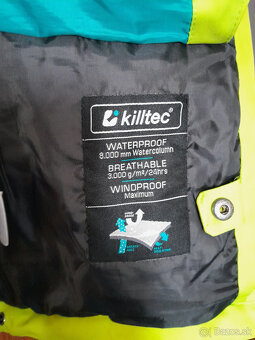 killtec
WATERPROOF
8.000 mm Watercolumn
BREATHABLE
3.000 g/m²/24hrs
WINDPROOF
Maximum
bazos.sk